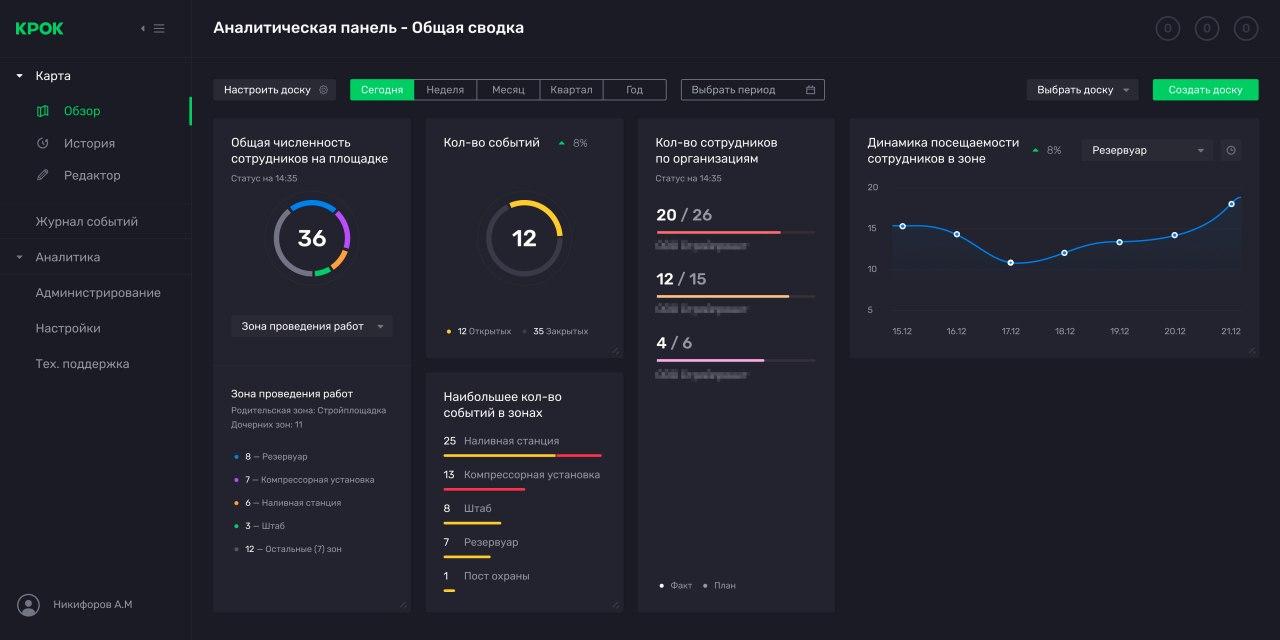 КРОК
Карта
Обзор
История
Редактор
Журнал событий
Аналитика
Администрирование
Настройки
Тех. поддержка
Никифоров А.М
Аналитическая панель - Общая сводка
0 0 0
Настроить доску
Сегодня Неделя Месяц Квартал Год
Выбрать период
Выбрать доску
Создать доску
Общая численность
сотрудников на площадке
Статус на 14:35
36
Зона проведения работ
Зона проведения работ
Родительская зона: Стройплощадка
Дочерних зон: 11
8 — Резервуар
7 — Компрессорная установка
6 — Наливная станция
3 — Штаб
12 — Остальные (7) зон
Кол-во событий
8%
12
12 Открытых 35 Закрытых
Наибольшее кол-во
событий в зонах
25 Наливная станция
13 Компрессорная установка
8 Штаб
7 Резервуар
1 Пост охраны
Кол-во сотрудников
по организациям
Статус на 14:35
20 / 26
12 / 15
4 / 6
Факт План
Динамика посещаемости
сотрудников в зоне
8%
Резервуар
20
15
10
5
15.12 16.12 17.12 18.12 19.12 20.12 21.12